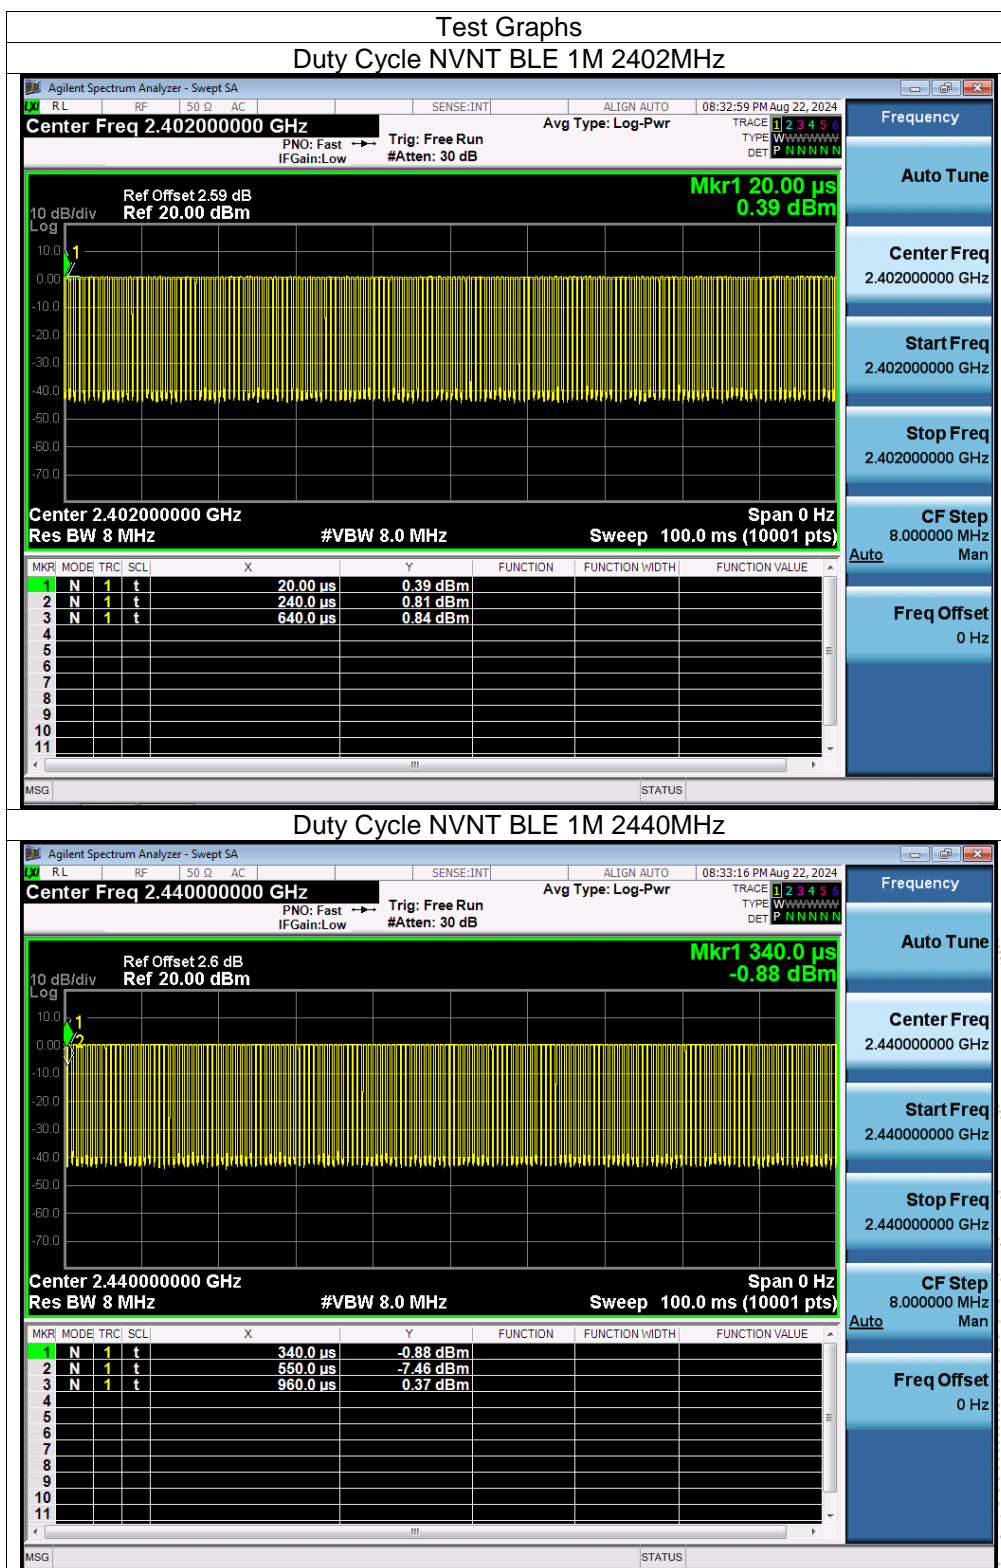 Test Graphs
Duty Cycle NVNT BLE 1M 2402MHz
Agilent Spectrum Analyzer - Swept SA
LXI RL RF 50 Ω AC SENSE:INT ALIGN AUTO 08:32:59 PM Aug 22, 2024
Center Freq 2.402000000 GHz
PNO: Fast
IFGain:Low
Trig: Free Run
#Atten: 30 dB
Avg Type: Log-Pwr
TRACE 1 2 3 4 5 6
TYPE WWWWWW
DET P N N N N N
Frequency
Auto Tune
Center Freq
2.402000000 GHz
Start Freq
2.402000000 GHz
Stop Freq
2.402000000 GHz
CF Step
8.000000 MHz
Auto Man
Freq Offset
0 Hz
Mkr1 20.00 µs
0.39 dBm
Ref Offset 2.59 dB
10 dB/div Ref 20.00 dBm
Log
10.0
0.00
-10.0
-20.0
-30.0
-40.0
-50.0
-60.0
-70.0
1
Center 2.402000000 GHz Span 0 Hz
Res BW 8 MHz #VBW 8.0 MHz Sweep 100.0 ms (10001 pts)
MKR MODE TRC SCL X Y FUNCTION FUNCTION WIDTH FUNCTION VALUE
1 N 1 t 20.00 µs 0.39 dBm
2 N 1 t 240.0 µs 0.81 dBm
3 N 1 t 640.0 µs 0.84 dBm
4
5
6
7
8
9
10
11
MSG STATUS
Duty Cycle NVNT BLE 1M 2440MHz
Agilent Spectrum Analyzer - Swept SA
LXI RL RF 50 Ω AC SENSE:INT ALIGN AUTO 08:33:16 PM Aug 22, 2024
Center Freq 2.440000000 GHz
PNO: Fast
IFGain:Low
Trig: Free Run
#Atten: 30 dB
Avg Type: Log-Pwr
TRACE 1 2 3 4 5 6
TYPE WWWWWW
DET P N N N N N
Frequency
Auto Tune
Center Freq
2.440000000 GHz
Start Freq
2.440000000 GHz
Stop Freq
2.440000000 GHz
CF Step
8.000000 MHz
Auto Man
Freq Offset
0 Hz
Mkr1 340.0 µs
-0.88 dBm
Ref Offset 2.6 dB
10 dB/div Ref 20.00 dBm
Log
10.0
0.00
-10.0
-20.0
-30.0
-40.0
-50.0
-60.0
-70.0
1
2
Center 2.440000000 GHz Span 0 Hz
Res BW 8 MHz #VBW 8.0 MHz Sweep 100.0 ms (10001 pts)
MKR MODE TRC SCL X Y FUNCTION FUNCTION WIDTH FUNCTION VALUE
1 N 1 t 340.0 µs -0.88 dBm
2 N 1 t 550.0 µs -7.46 dBm
3 N 1 t 960.0 µs 0.37 dBm
4
5
6
7
8
9
10
11
MSG STATUS